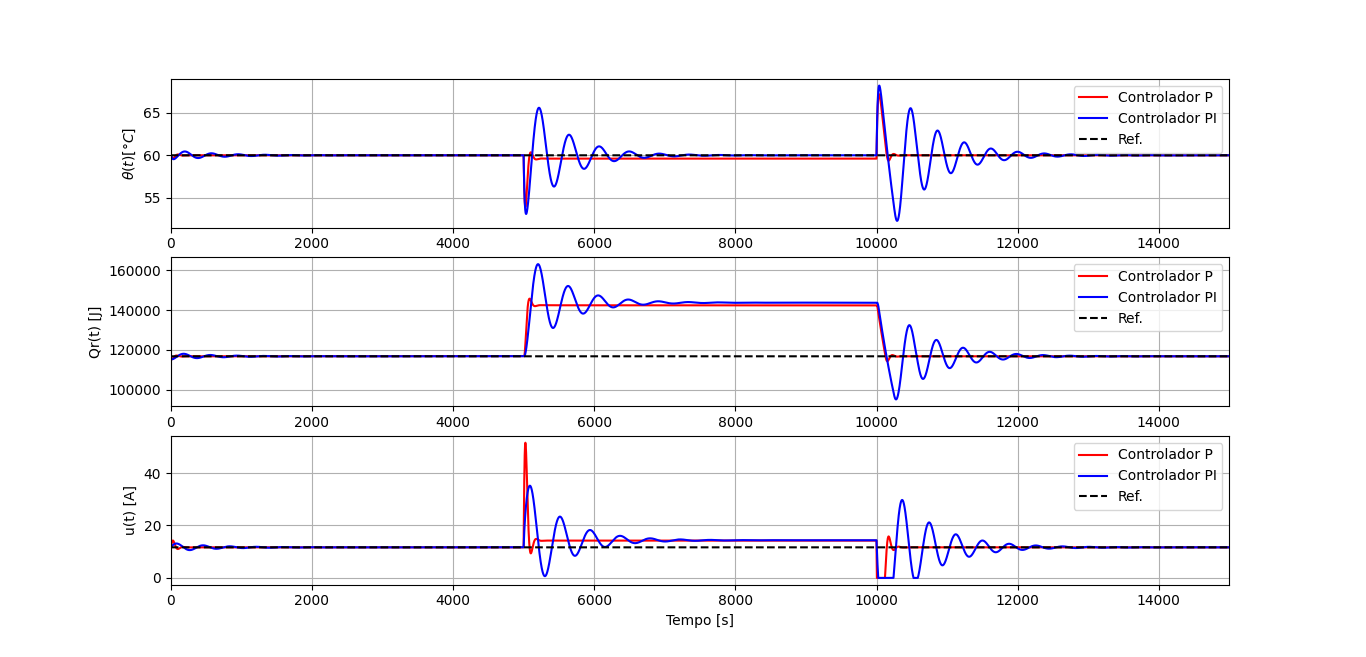 θ(t)[°C]
65
60
55
Controlador P
Controlador PI
Ref.
0 2000 4000 6000 8000 10000 12000 14000
Qr(t) [J]
160000
140000
120000
100000
Controlador P
Controlador PI
Ref.
0 2000 4000 6000 8000 10000 12000 14000
u(t) [A]
40
20
0
Controlador P
Controlador PI
Ref.
0 2000 4000 6000 8000 10000 12000 14000
Tempo [s]